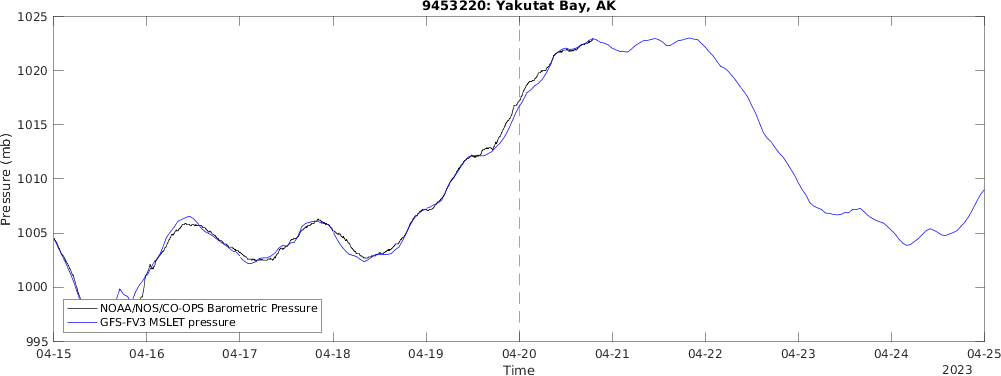 9453220: Yakutat Bay, AK
1025
1020
1015
1010
1005
1000
995
Pressure (mb)
NOAA/NOS/CO-OPS Barometric Pressure
GFS-FV3 MSLET pressure
04-15 04-16 04-17 04-18 04-19 04-20 04-21 04-22 04-23 04-24 04-25
Time
2023